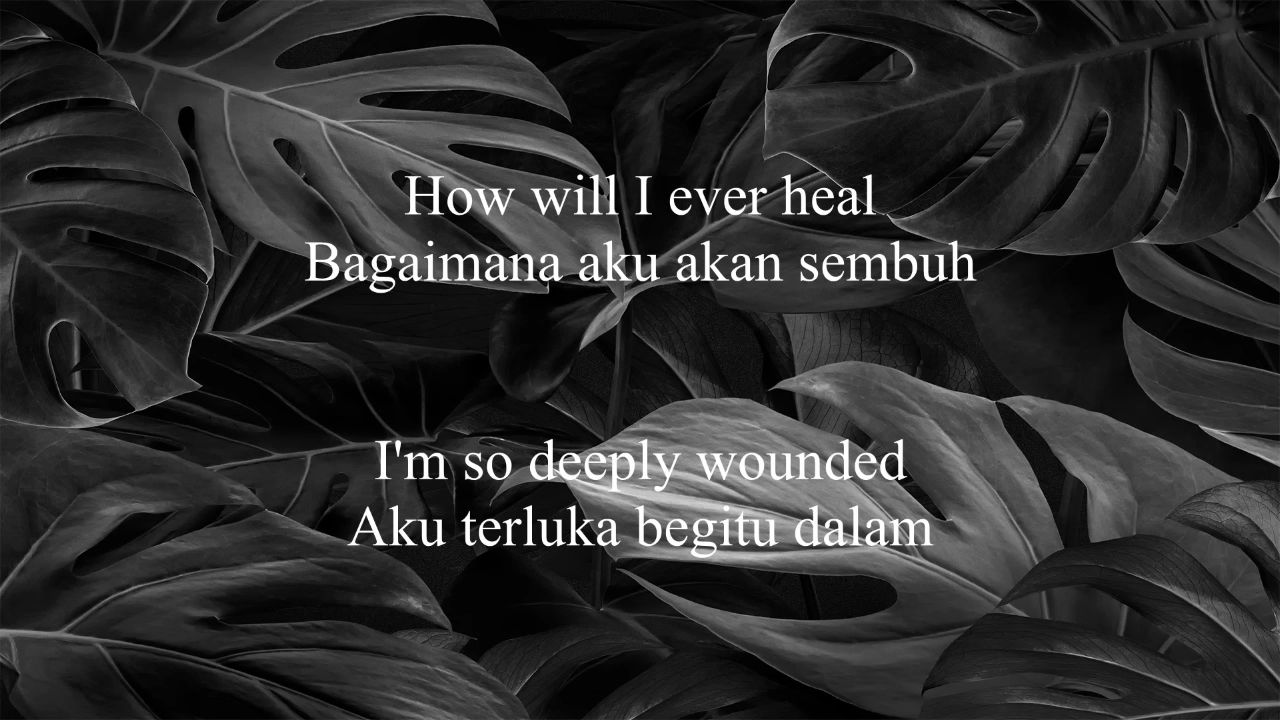 How will I ever heal
Bagaimana aku akan sembuh
I'm so deeply wounded
Aku terluka begitu dalam